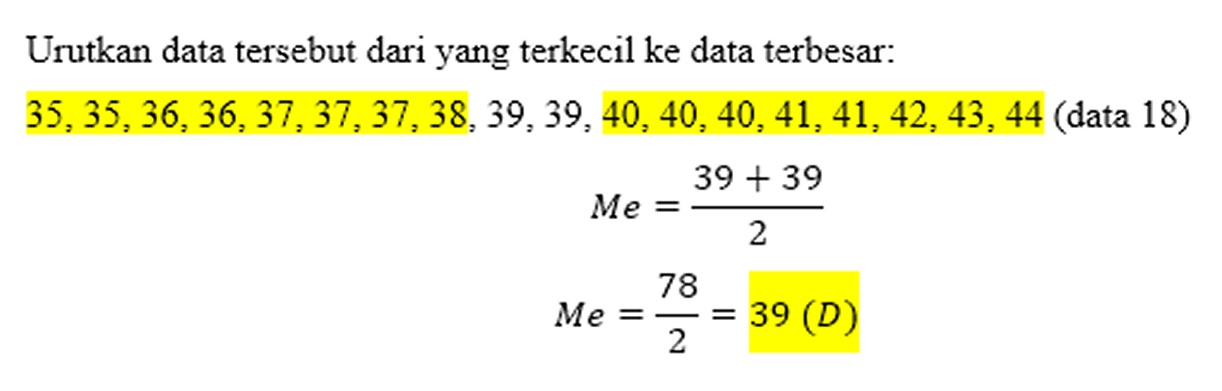 Urutkan data tersebut dari yang terkecil ke data terbesar:
35, 35, 36, 36, 37, 37, 37, 38, 39, 39, 40, 40, 40, 41, 41, 42, 43, 44 (data 18)
Me = (39 + 39)/2
Me = 78/2 = 39 (D)